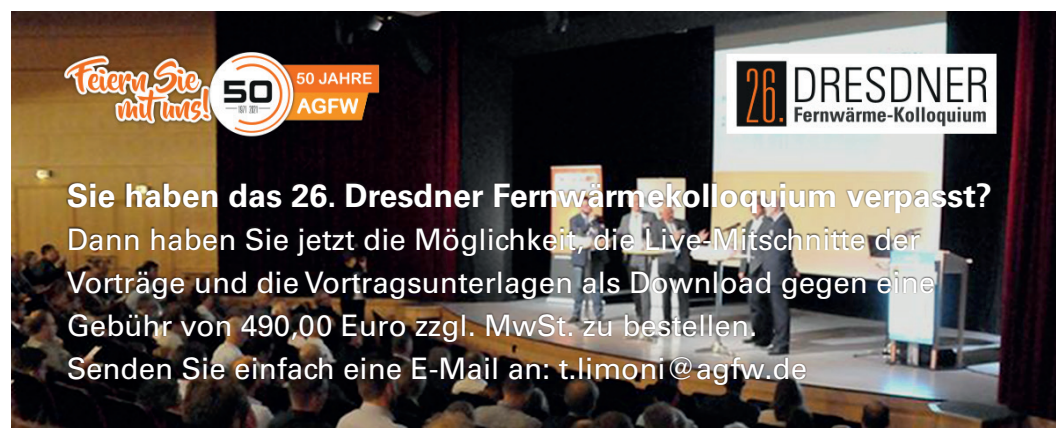 Feiern Sie
mit uns!
50
1971 2021
50 JAHRE
AGFW
26. DRESDNER
Fernwärme-Kolloquium
Sie haben das 26. Dresdner Fernwärmekolloquium verpasst?
Dann haben Sie jetzt die Möglichkeit, die Live-Mitschnitte der
Vorträge und die Vortragsunterlagen als Download gegen eine
Gebühr von 490,00 Euro zzgl. MwSt. zu bestellen.
Senden Sie einfach eine E-Mail an: t.limoni@agfw.de